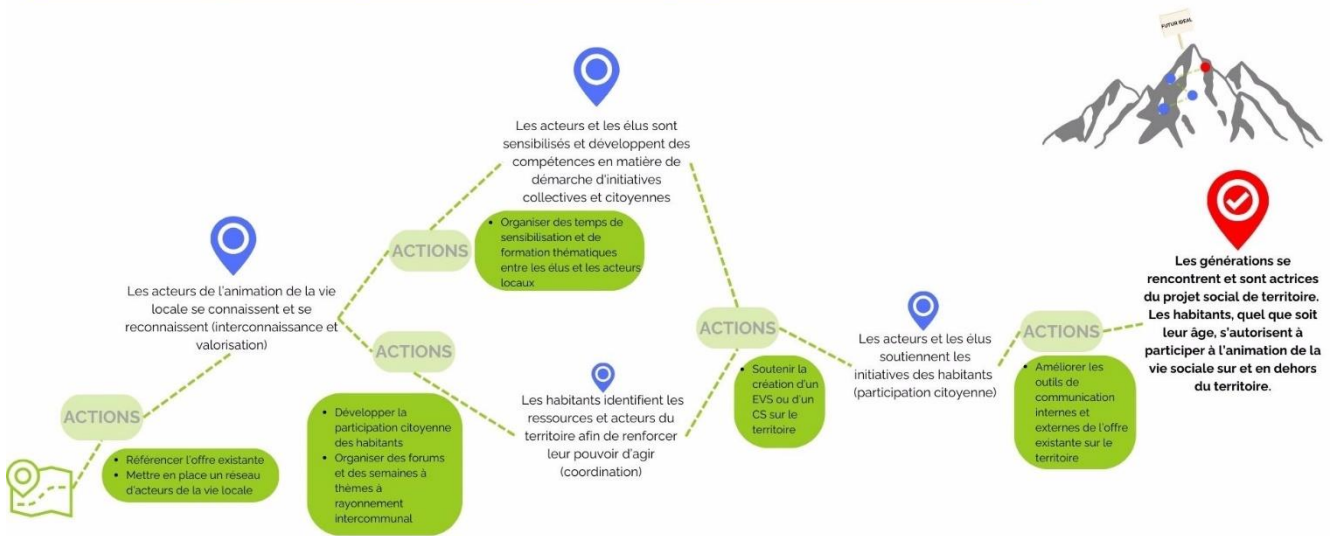 FUTUR IDEAL
Les acteurs et les élus sont
sensibilisés et développent des
compétences en matière de
démarche d'initiatives
collectives et citoyennes
ACTIONS
• Organiser des temps de
sensibilisation et de
formation thématiques
entre les élus et les acteurs
locaux
Les acteurs de l'animation de la vie
locale se connaissent et se
reconnaissent (interconnaissance et
valorisation)
ACTIONS
• Référencer l'offre existante
• Mettre en place un réseau
d'acteurs de la vie locale
ACTIONS
• Développer la
participation citoyenne
des habitants
• Organiser des forums
et des semaines à
thèmes à
rayonnement
intercommunal
Les habitants identifient les
ressources et acteurs du
territoire afin de renforcer
leur pouvoir d'agir
(coordination)
ACTIONS
• Soutenir la
création d'un
EVS ou d'un
CS sur le
territoire
Les acteurs et les élus
soutiennent les
initiatives des habitants
(participation citoyenne)
ACTIONS
• Améliorer les
outils de
communication
internes et
externes de l'offre
existante sur le
territoire
Les générations se
rencontrent et sont actrices
du projet social de territoire.
Les habitants, quel que soit
leur âge, s'autorisent à
participer à l'animation de la
vie sociale sur et en dehors
du territoire.